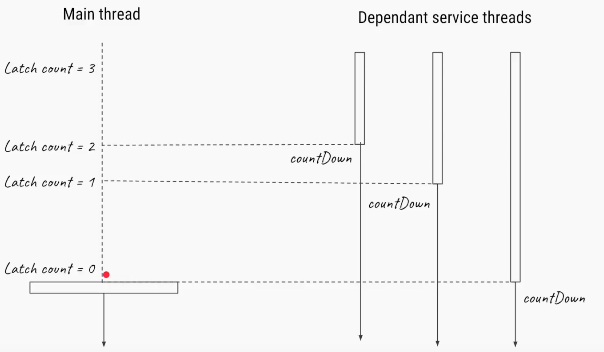 Main thread
Dependant service threads
Latch count = 3
Latch count = 2
countDown
Latch count = 1
countDown
Latch count = 0
countDown